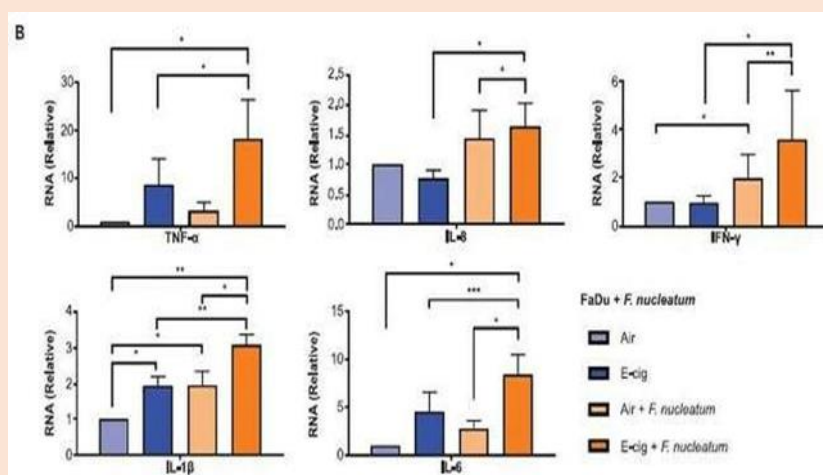 B
RNA (Relative)
30
20
10
0
*
*
TNF-α
RNA (Relative)
2,5
2.0
1.5
1.0
0.5
0.0
*
*
IL-8
RNA (Relative)
6
4
2
0
*
*
**
IFN-γ
RNA (Relative)
4
3
2
1
0
**
*
**
*
*
IL-1β
RNA (Relative)
15
10
5
0
*
***
*
IL-6
FaDu + F. nucleatum
Air
E-cig
Air + F. nucleatum
E-cig + F. nucleatum